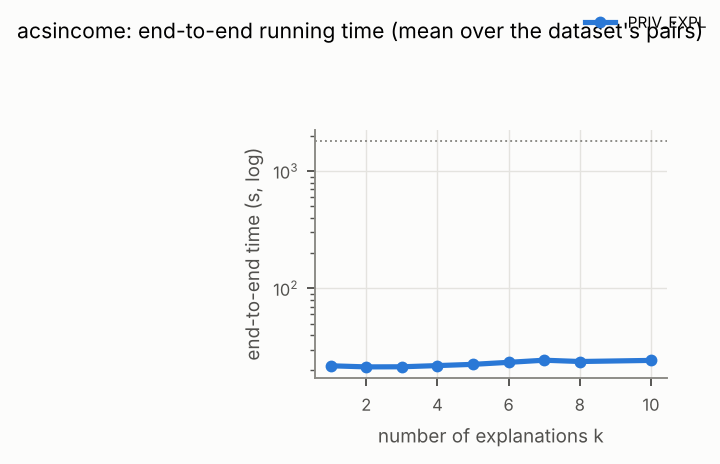 PRIV_EXPL
acsincome: end-to-end running time (mean over the dataset's pairs)
end-to-end time (s, log)
10³
10²
2 4 6 8 10
number of explanations k